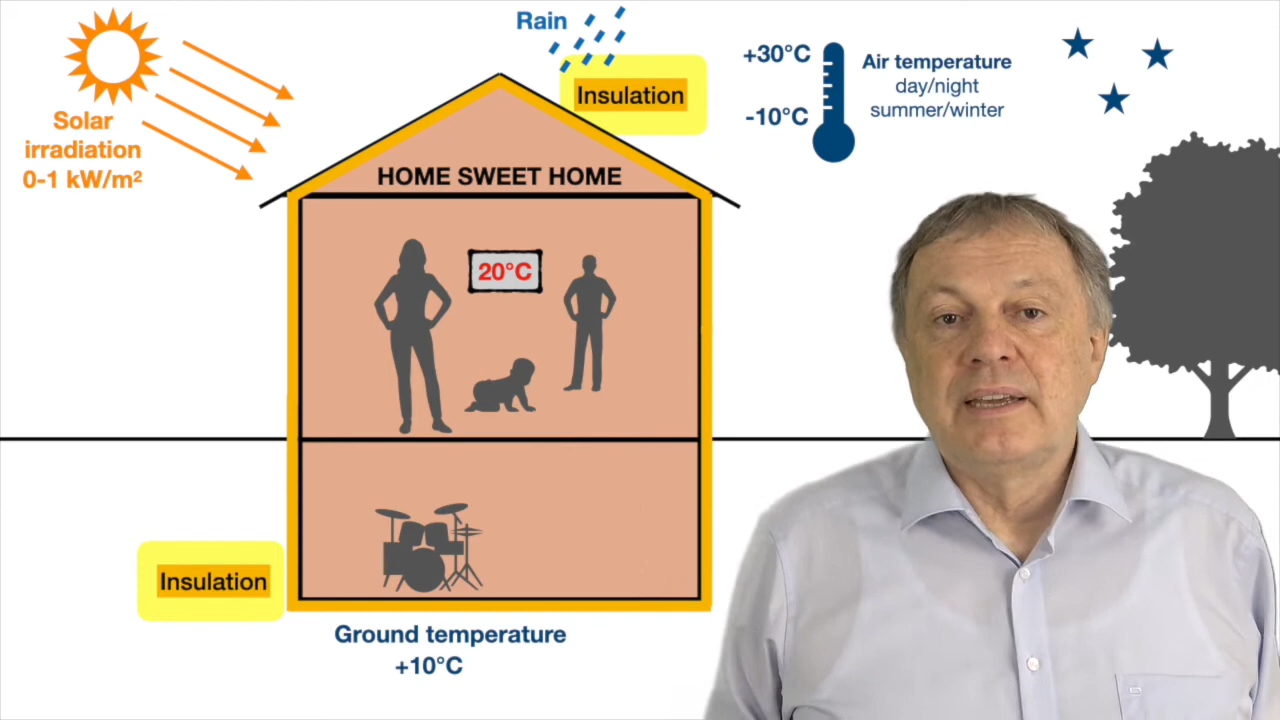 Rain
Solar
irradiation
0-1 kW/m²
Insulation
+30°C
-10°C
Air temperature
day/night
summer/winter
HOME SWEET HOME
20°C
Insulation
Ground temperature
+10°C